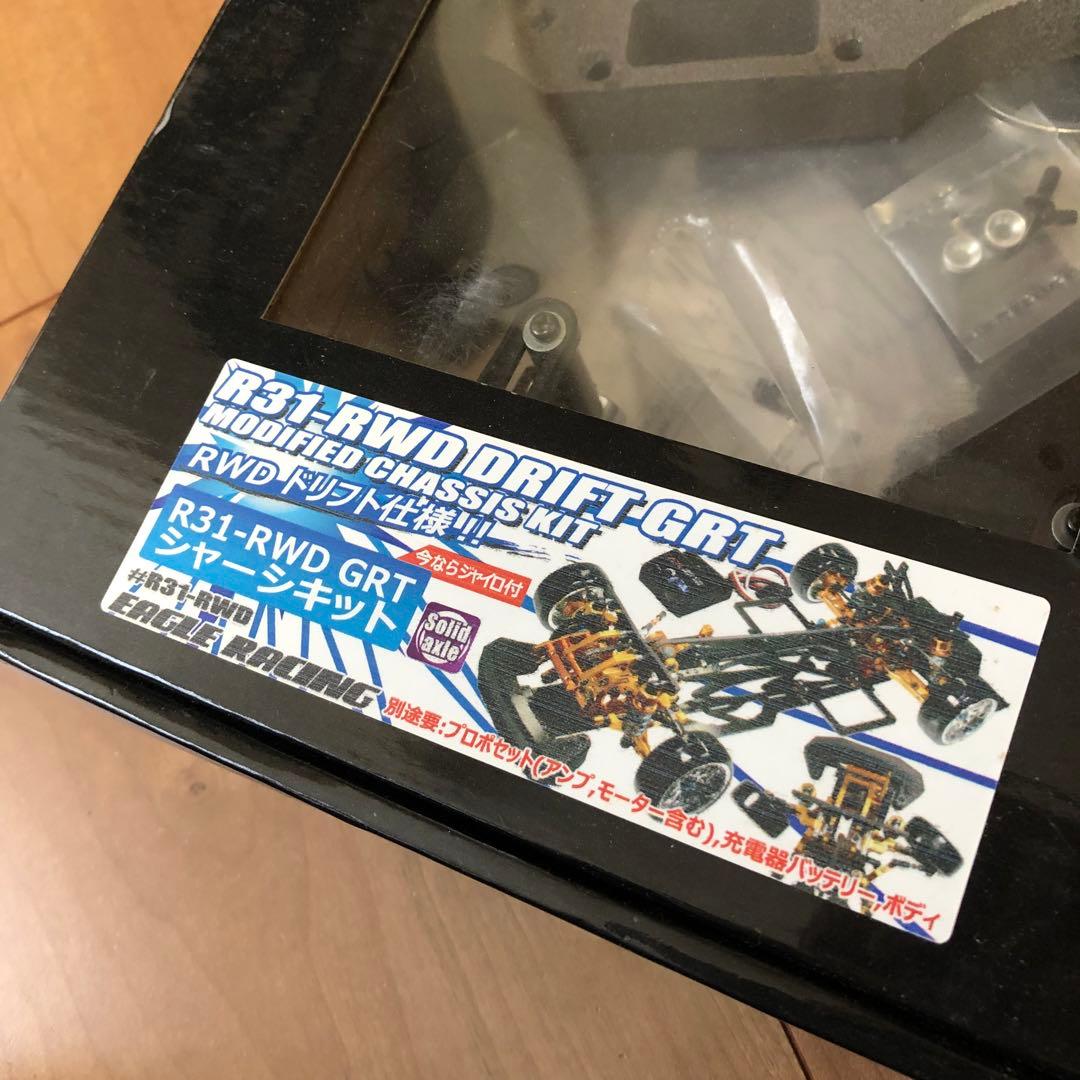 R31-RWD DRIFT GRT
MODIFIED CHASSIS KIT
RWD ドリフト仕様!!!
R31-RWD GRT
シャーシキット
今ならジャイロ付
#R31-RWD
EAGLE RACING
Solid
axle
別途要:プロポセット(アンプ,モーター含む),充電器バッテリー,ボディ